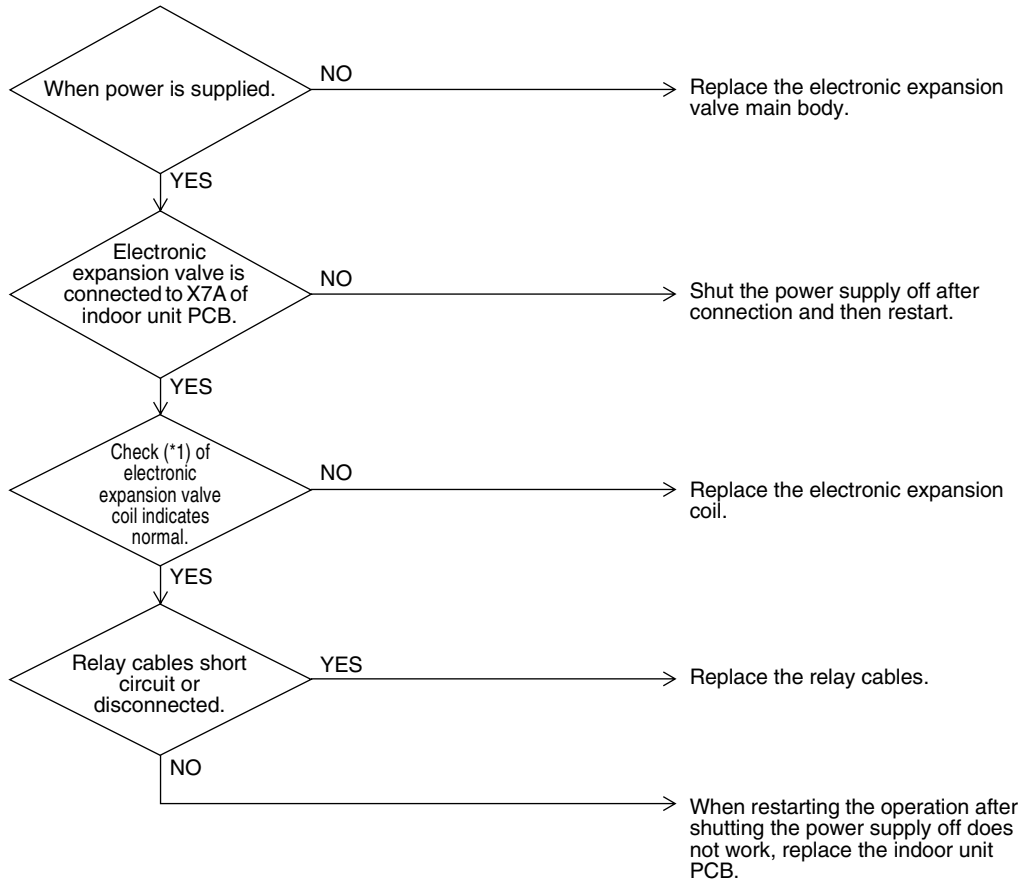 When power is supplied.
NO
Replace the electronic expansion
valve main body.
YES
Electronic
expansion valve is
connected to X7A of
indoor unit PCB.
NO
Shut the power supply off after
connection and then restart.
YES
Check (*1) of
electronic
expansion valve
coil indicates
normal.
NO
Replace the electronic expansion
coil.
YES
Relay cables short
circuit or
disconnected.
YES
Replace the relay cables.
NO
When restarting the operation after
shutting the power supply off does
not work, replace the indoor unit
PCB.